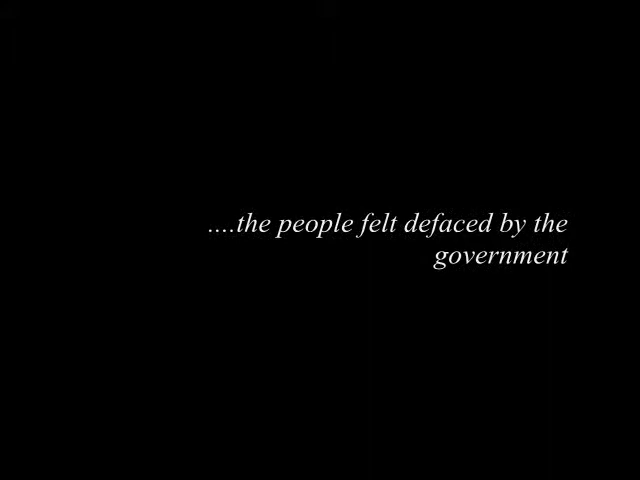 ....the people felt defaced by the
government